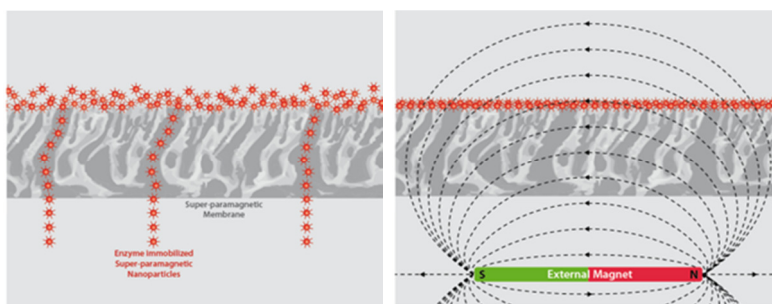 Super-paramagnetic
Membrane
Enzyme Immobilized
Super-paramagnetic
Nanoparticles
S External Magnet N